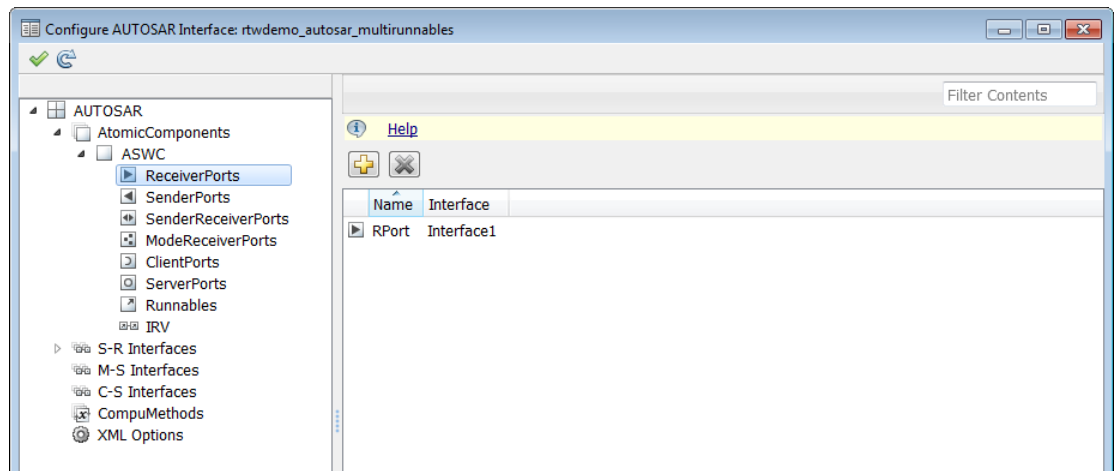 Configure AUTOSAR Interface: rtwdemo_autosar_multirunnables
Filter Contents
AUTOSAR
AtomicComponents
ASWC
ReceiverPorts
SenderPorts
SenderReceiverPorts
ModeReceiverPorts
ClientPorts
ServerPorts
Runnables
IRV
S-R Interfaces
M-S Interfaces
C-S Interfaces
CompuMethods
XML Options
Help
Name Interface
RPort Interface1